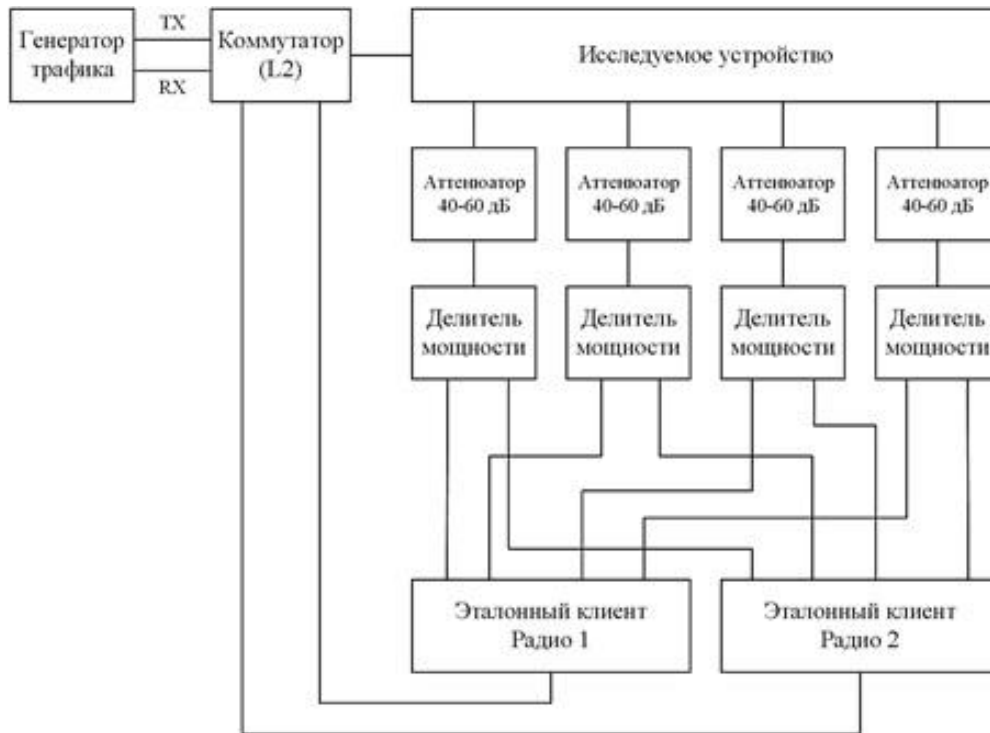 Генератор
трафика
TX
RX
Коммутатор
(L2)
Исследуемое устройство
Аттенюатор
40-60 дБ
Аттенюатор
40-60 дБ
Аттенюатор
40-60 дБ
Аттенюатор
40-60 дБ
Делитель
мощности
Делитель
мощности
Делитель
мощности
Делитель
мощности
Эталонный клиент
Радио 1
Эталонный клиент
Радио 2